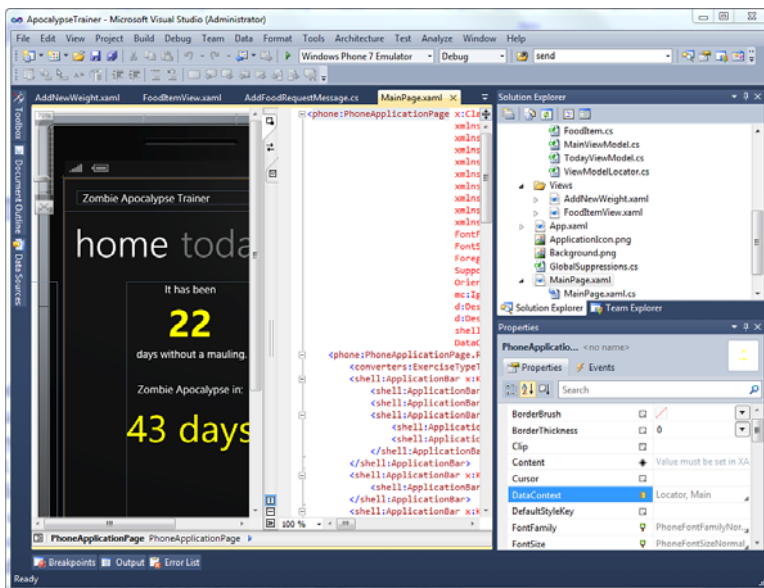 ApocalypseTrainer - Microsoft Visual Studio (Administrator)
File Edit View Project Build Debug Team Data Format Tools Architecture Test Analyze Window Help
Windows Phone 7 Emulator Debug send
AddNewWeight.xaml FoodItemView.xaml AddFoodRequestMessage.cs MainPage.xaml
Toolbox
Document Outline
Data Sources
Zombie Apocalypse Trainer
home toda
It has been
22
days without a mauling.
Zombie Apocalypse in:
43 days
<phone:PhoneApplicationPage x:Cla
xmlns
xmlns
xmlns
xmlns
xmlns
xmlns
xmlns
xmlns
xmlns
FontF
FontS
Foreg
Suppo
Orien
mc:Ig
d:Des
d:Des
shell
DataC
<phone:PhoneApplicationPage.R
<converters:ExerciseTypeT
<shell:ApplicationBar x:K
<shell:ApplicationBar
<shell:ApplicationBar
<shell:ApplicationBar
<shell:Applicatio
<shell:Applicatio
</shell:ApplicationBar
</shell:ApplicationBar>
<shell:ApplicationBar x:K
<shell:ApplicationBar
</shell:ApplicationBar>
<shell:ApplicationBar x:K
100 %
PhoneApplicationPage PhoneApplicationPage
Solution Explorer
FoodItem.cs
MainViewModel.cs
TodayViewModel.cs
ViewModelLocator.cs
Views
AddNewWeight.xaml
FoodItemView.xaml
App.xaml
ApplicationIcon.png
Background.png
GlobalSuppressions.cs
MainPage.xaml
MainPage.xaml.cs
Solution Explorer Team Explorer
Properties
PhoneApplicatio... <no name>
Properties Events
Search
BorderBrush
BorderThickness 0
Clip
Content Value must be set in XA
Cursor
DataContext Locator, Main
DefaultStyleKey
FontFamily PhoneFontFamilyNor...
FontSize PhoneFontSizeNormal
Breakpoints Output Error List
Ready